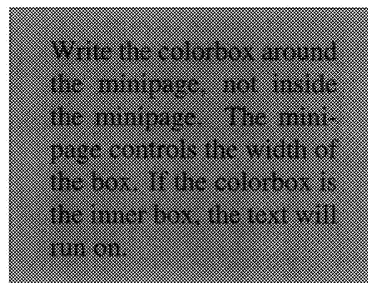 Write the colorbox around
the minipage, not inside
the minipage. The mini-
page controls the width of
the box. If the colorbox is
the inner box, the text will
run on.